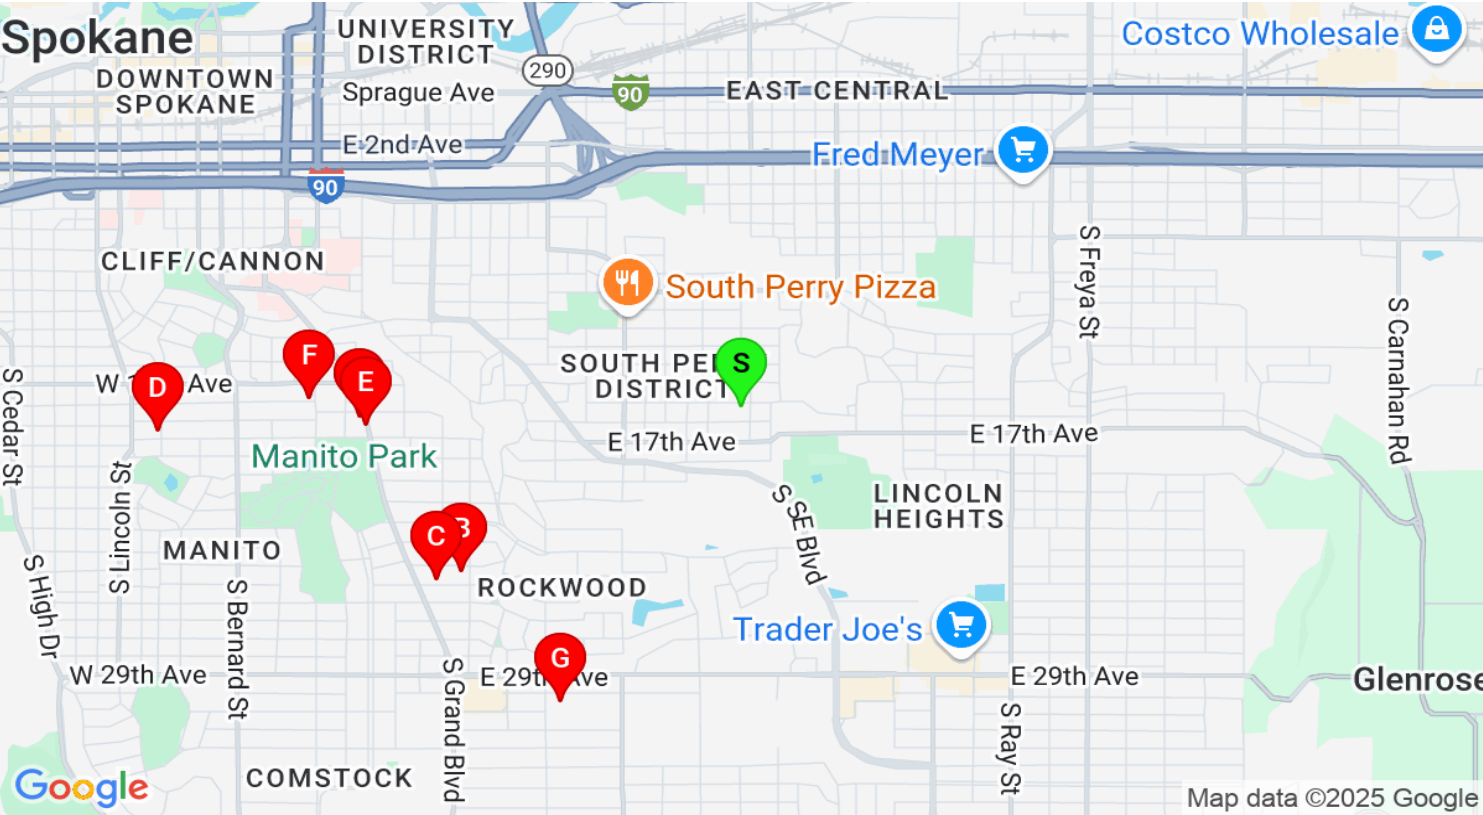 Spokane
UNIVERSITY
DISTRICT
Costco Wholesale
DOWNTOWN
SPOKANE
290
Sprague Ave
90
EAST CENTRAL
E 2nd Ave
Fred Meyer
90
CLIFF/CANNON
S Freya St
South Perry Pizza
S Carnahan Rd
F
SOUTH PE
DISTRICT
S
S Cedar St
W
Ave
D
E
E 17th Ave
E 17th Ave
Manito Park
S Lincoln St
LINCOLN
HEIGHTS
S SE Blvd
C
B
MANITO
ROCKWOOD
S High Dr
S Bernard St
Trader Joe's
G
W 29th Ave
S Grand Blvd
E 29th Ave
E 29th Ave
Glenrose
S Ray St
COMSTOCK
Google
Map data ©2025 Google